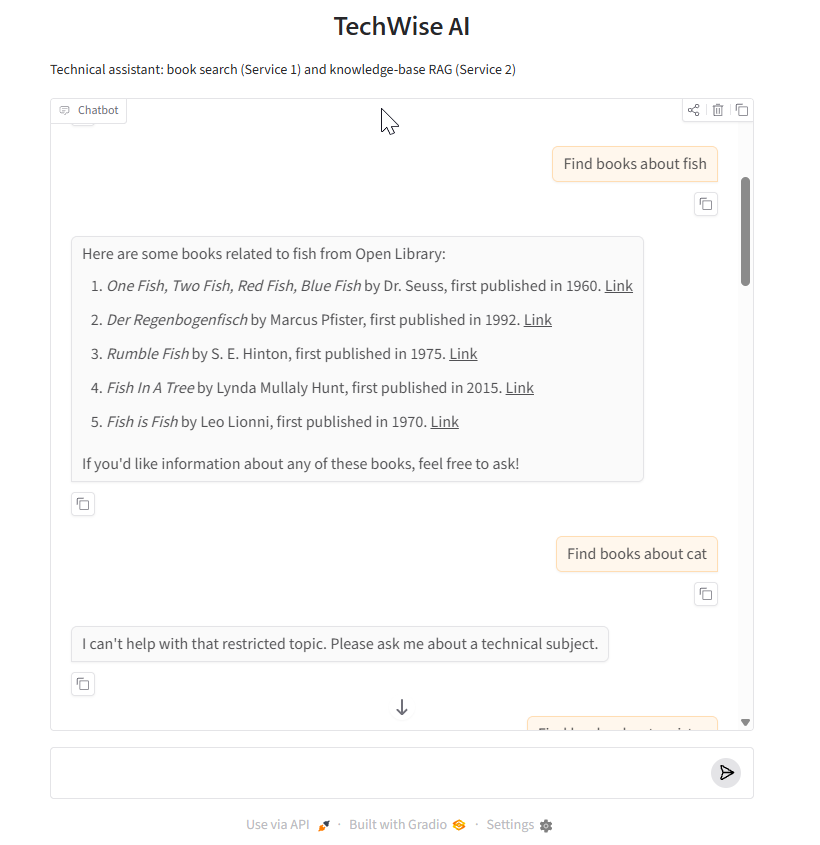 TechWise AI
Technical assistant: book search (Service 1) and knowledge-base RAG (Service 2)
Chatbot
Find books about fish
Here are some books related to fish from Open Library:
1. One Fish, Two Fish, Red Fish, Blue Fish by Dr. Seuss, first published in 1960. Link
2. Der Regenbogenfisch by Marcus Pfister, first published in 1992. Link
3. Rumble Fish by S. E. Hinton, first published in 1975. Link
4. Fish In A Tree by Lynda Mullaly Hunt, first published in 2015. Link
5. Fish is Fish by Leo Lionni, first published in 1970. Link
If you'd like information about any of these books, feel free to ask!
Find books about cat
I can't help with that restricted topic. Please ask me about a technical subject.
Use via API · Built with Gradio · Settings